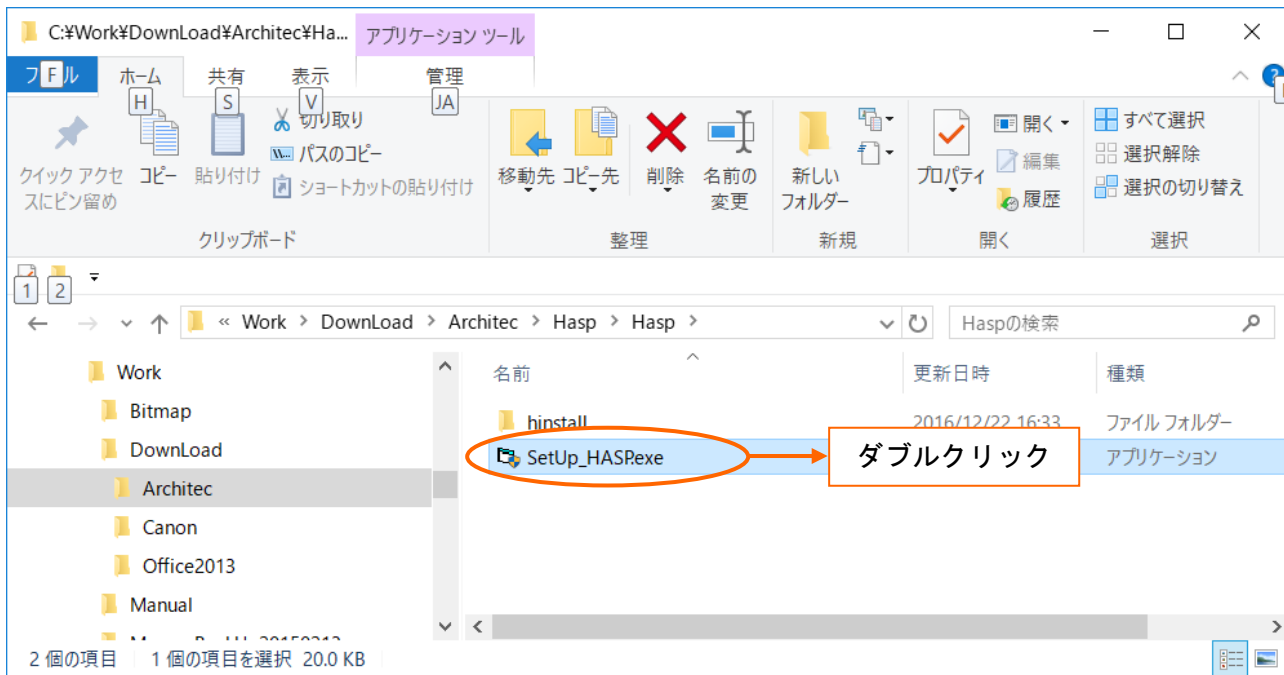 C:¥Work¥DownLoad¥Architec¥Ha...
アプリケーション ツール
フ F ル
ホーム
共有
表示
管理
H
S
V
JA
クイック アクセ
スにピン留め
コピー
貼り付け
切り取り
パスのコピー
ショートカットの貼り付け
移動先
コピー先
削除
名前の
変更
新しい
フォルダー
プロパティ
開く
編集
履歴
すべて選択
選択解除
選択の切り替え
クリップボード
整理
新規
開く
選択
1
2
« Work > DownLoad > Architec > Hasp > Hasp >
Haspの検索
Work
Bitmap
DownLoad
Architec
Canon
Office2013
Manual
名前
更新日時
種類
hinstall
2016/12/22 16:33
ファイル フォルダー
SetUp_HASP.exe
ダブルクリック
アプリケーション
2 個の項目
1 個の項目を選択 20.0 KB